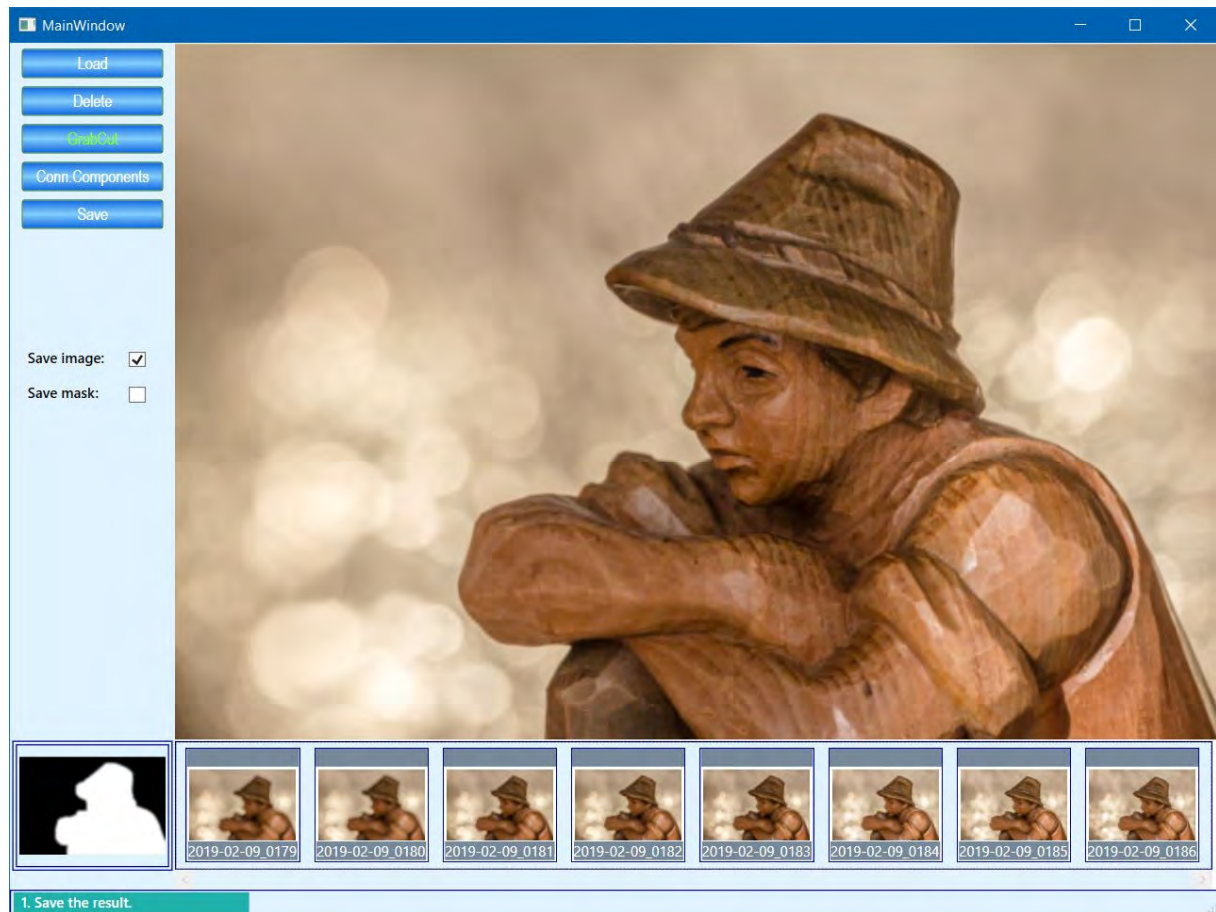 MainWindow
Load
Delete
GrabCut
Conn.Components
Save
Save image:
Save mask:
2019-02-09_0179
2019-02-09_0180
2019-02-09_0181
2019-02-09_0182
2019-02-09_0183
2019-02-09_0184
2019-02-09_0185
2019-02-09_0186
1. Save the result.